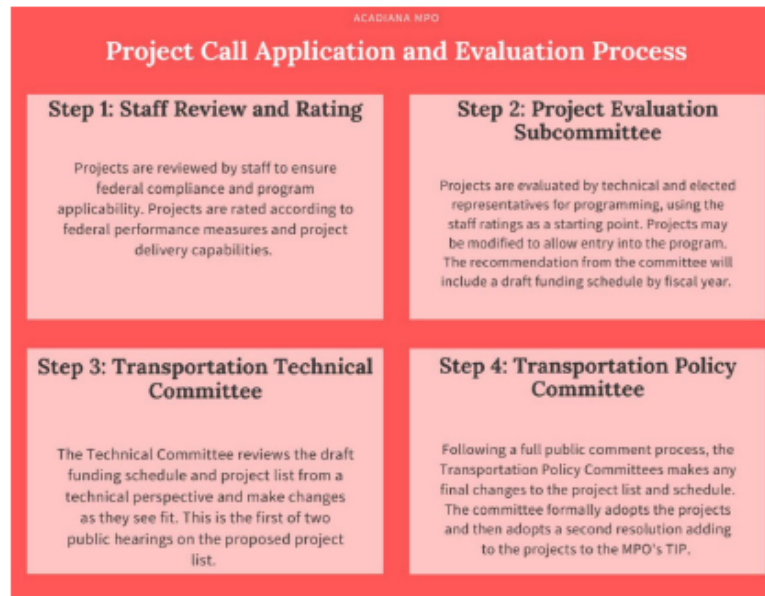 ACADIANA MPO
Project Call Application and Evaluation Process
Step 1: Staff Review and Rating
Projects are reviewed by staff to ensure
federal compliance and program
applicability. Projects are rated according to
federal performance measures and project
delivery capabilities.
Step 2: Project Evaluation
Subcommittee
Projects are evaluated by technical and elected
representatives for programming, using the
staff ratings as a starting point. Projects may
be modified to allow entry into the program.
The recommendation from the committee will
include a draft funding schedule by fiscal year.
Step 3: Transportation Technical
Committee
The Technical Committee reviews the draft
funding schedule and project list from a
technical perspective and make changes
as they see fit. This is the first of two
public hearings on the proposed project
list.
Step 4: Transportation Policy
Committee
Following a full public comment process, the
Transportation Policy Committees makes any
final changes to the project list and schedule.
The committee formally adopts the projects
and then adopts a second resolution adding
to the projects to the MPO's TIP.